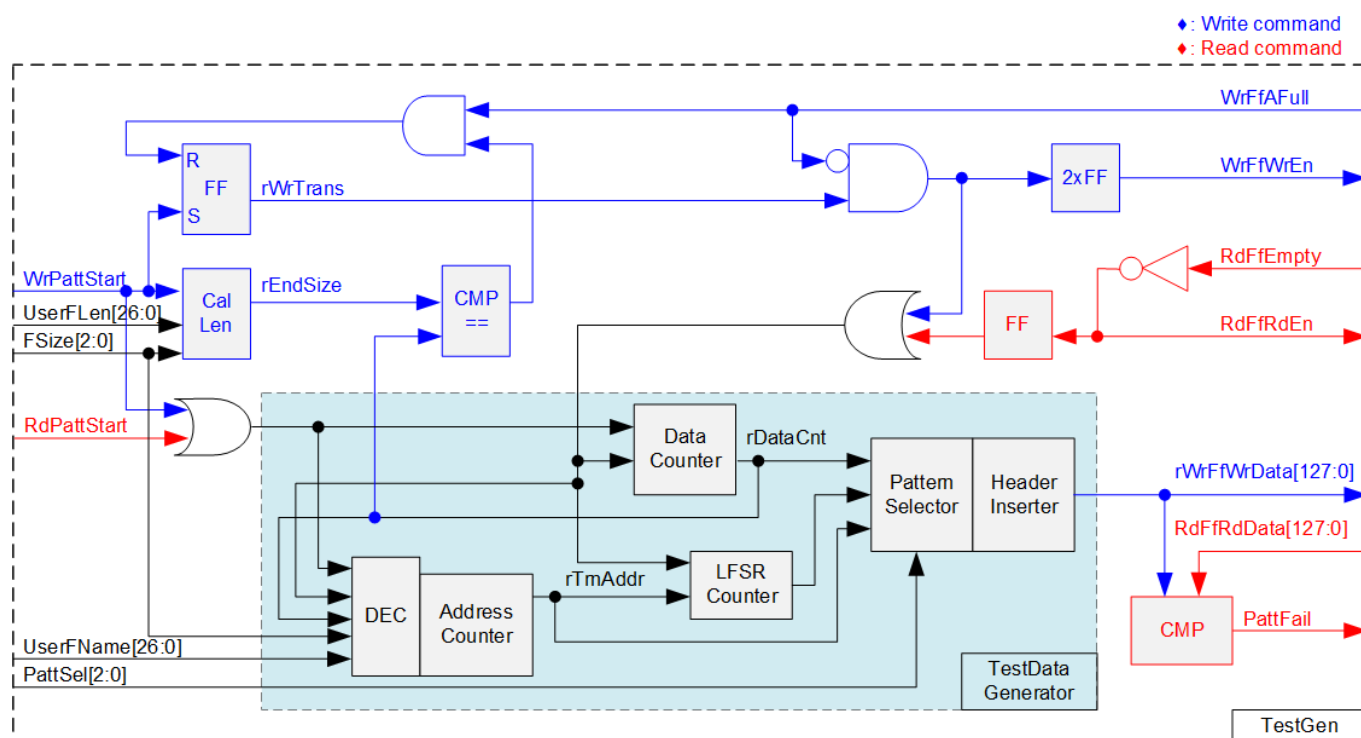 ♦: Write command
♦: Read command
WrFfAFull
R
FF
S
rWrTrans
2xFF
WrFfWrEn
WrPattStart
UserFLen[26:0]
FSize[2:0]
Cal
Len
rEndSize
CMP
==
FF
RdFfEmpty
RdFfRdEn
RdPattStart
Data
Counter
rDataCnt
Pattern
Selector
Header
Inserter
rWrFfWrData[127:0]
RdFfRdData[127:0]
DEC
Address
Counter
rTmAddr
LFSR
Counter
CMP
PattFail
UserFName[26:0]
PattSel[2:0]
TestData
Generator
TestGen